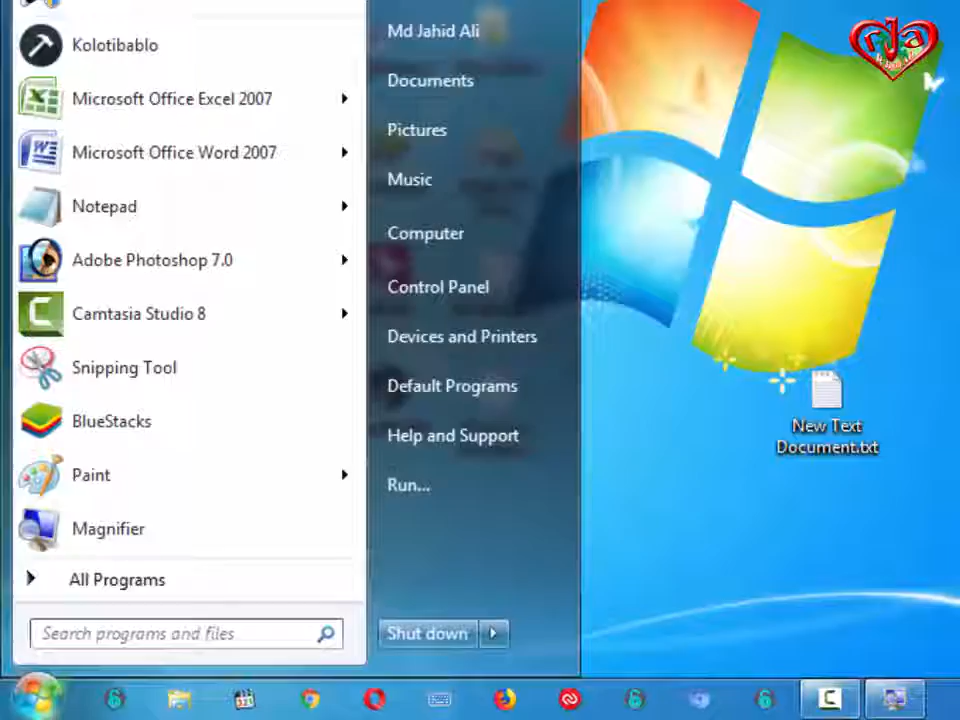 Kolotibablo
Microsoft Office Excel 2007
Microsoft Office Word 2007
Notepad
Adobe Photoshop 7.0
Camtasia Studio 8
Snipping Tool
BlueStacks
Paint
Magnifier
All Programs
Search programs and files
Md Jahid Ali
Documents
Pictures
Music
Computer
Control Panel
Devices and Printers
Default Programs
Help and Support
Run...
Shut down
rJa
New Text
Document.txt